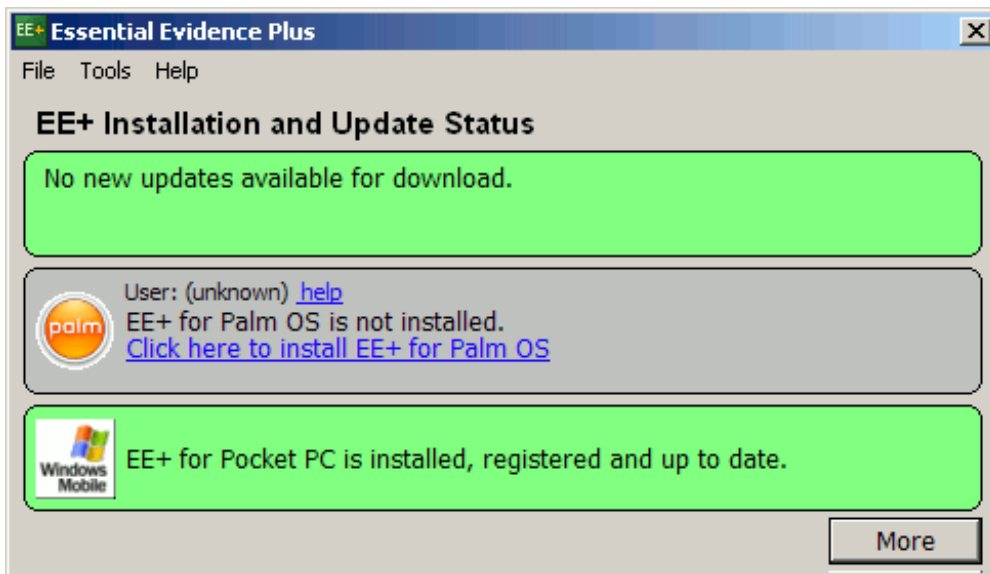 EE+ Essential Evidence Plus
File Tools Help
EE+ Installation and Update Status
No new updates available for download.
User: (unknown) help
palm
EE+ for Palm OS is not installed.
Click here to install EE+ for Palm OS
EE+ for Pocket PC is installed, registered and up to date.
Windows
Mobile
More